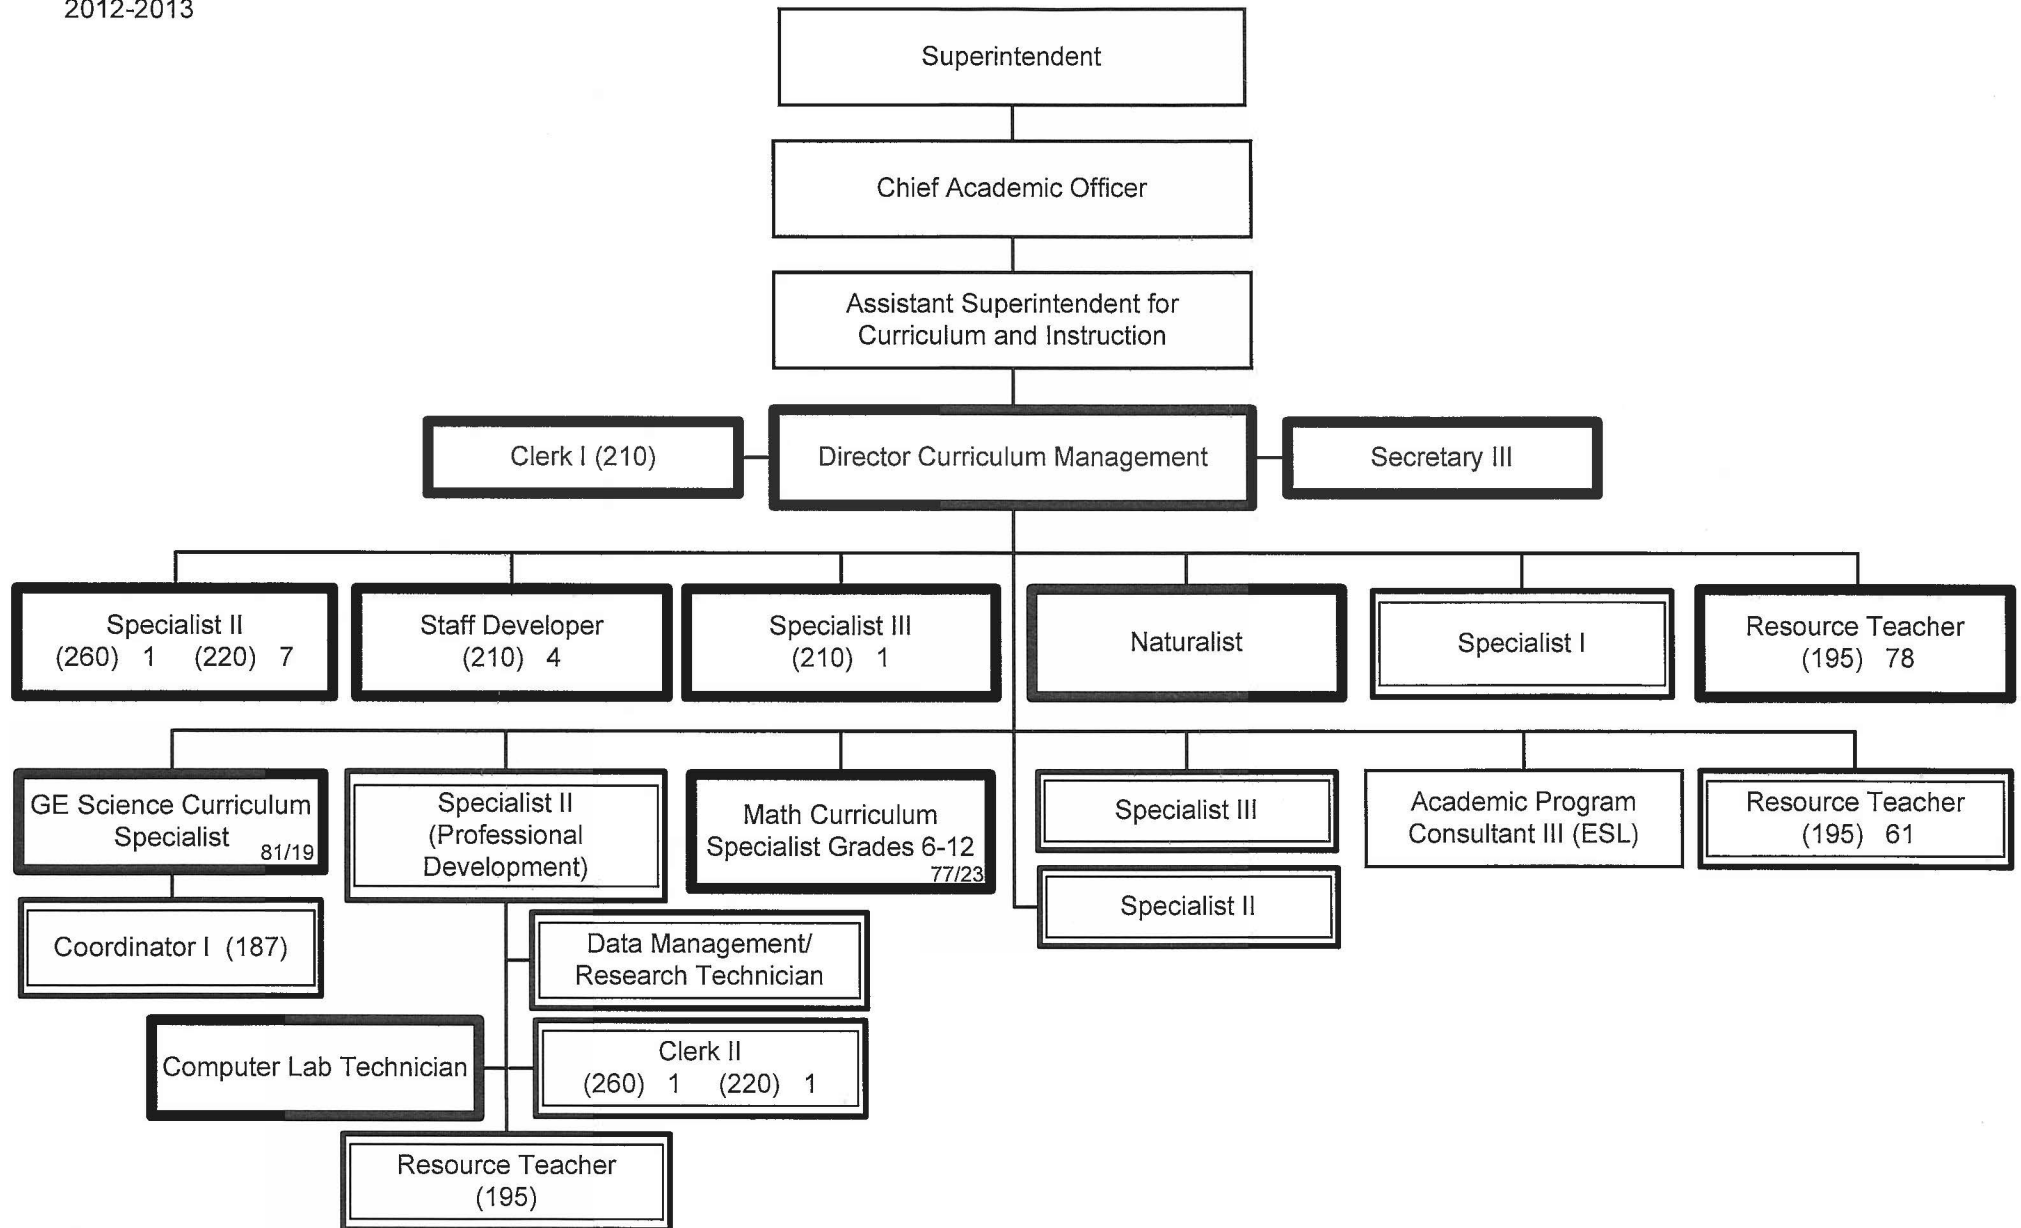 2012-2013
Superintendent
Chief Academic Officer
Assistant Superintendent for
Curriculum and Instruction
Clerk I (210)
Director Curriculum Management
Secretary III
Specialist II
(260) 1 (220) 7
Staff Developer
(210) 4
Specialist III
(210) 1
Naturalist
Specialist I
Resource Teacher
(195) 78
GE Science Curriculum
Specialist
81/19
Specialist II
(Professional
Development)
Math Curriculum
Specialist Grades 6-12
77/23
Specialist III
Academic Program
Consultant III (ESL)
Resource Teacher
(195) 61
Specialist II
Coordinator I (187)
Data Management/
Research Technician
Computer Lab Technician
Clerk II
(260) 1 (220) 1
Resource Teacher
(195)